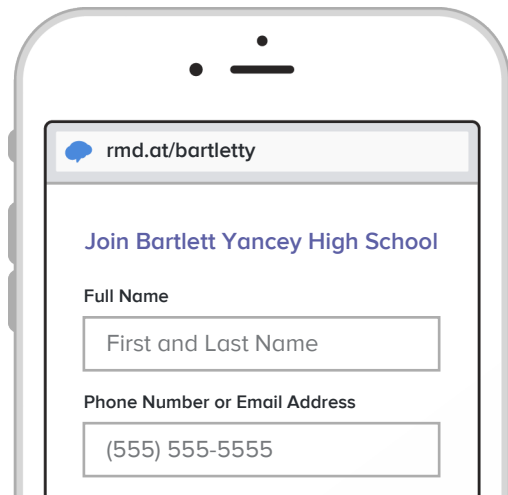 rmd.at/bartletty
Join Bartlett Yancey High School
Full Name
First and Last Name
Phone Number or Email Address
(555) 555-5555